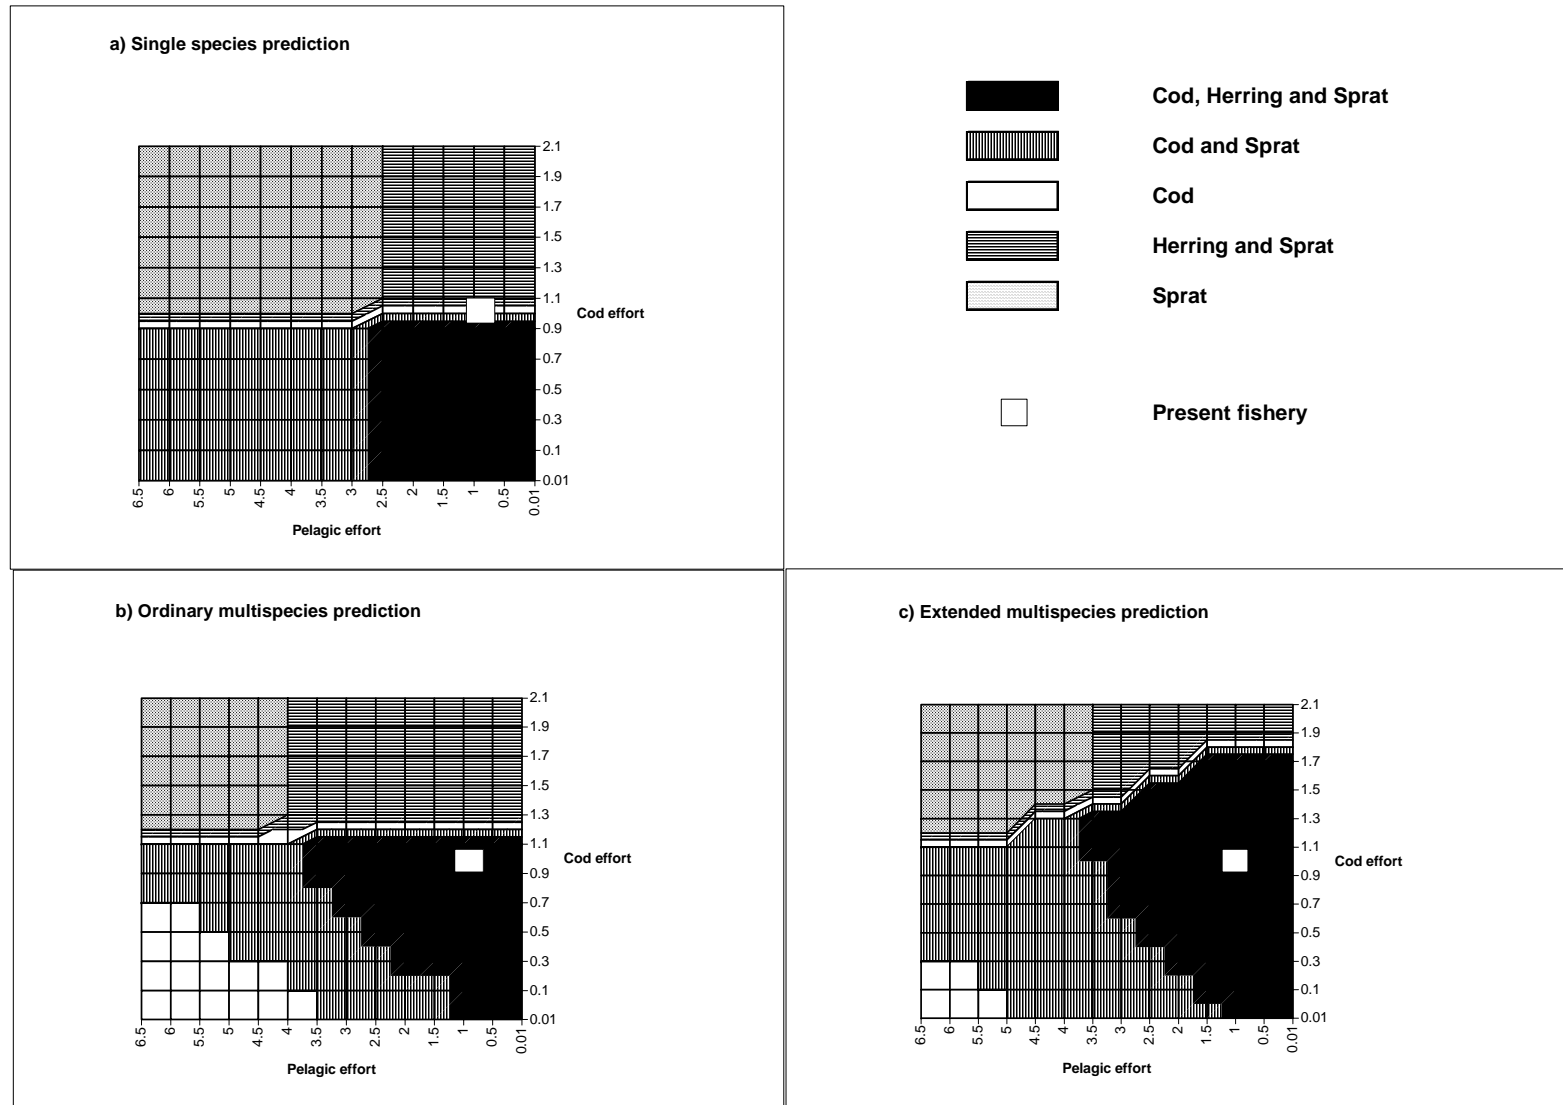 a) Single species prediction
2.1
1.9
1.7
1.5
1.3
1.1
0.9
0.7
0.5
0.3
0.1
0.01
Cod effort
6.5 6 5.5 5 4.5 4 3.5 3 2.5 2 1.5 1 0.5 0.01
Pelagic effort
Cod, Herring and Sprat
Cod and Sprat
Cod
Herring and Sprat
Sprat
Present fishery
b) Ordinary multispecies prediction
2.1
1.9
1.7
1.5
1.3
1.1
0.9
0.7
0.5
0.3
0.1
0.01
Cod effort
6.5 6 5.5 5 4.5 4 3.5 3 2.5 2 1.5 1 0.5 0.01
Pelagic effort
c) Extended multispecies prediction
2.1
1.9
1.7
1.5
1.3
1.1
0.9
0.7
0.5
0.3
0.1
0.01
Cod effort
6.5 6 5.5 5 4.5 4 3.5 3 2.5 2 1.5 1 0.5 0.01
Pelagic effort